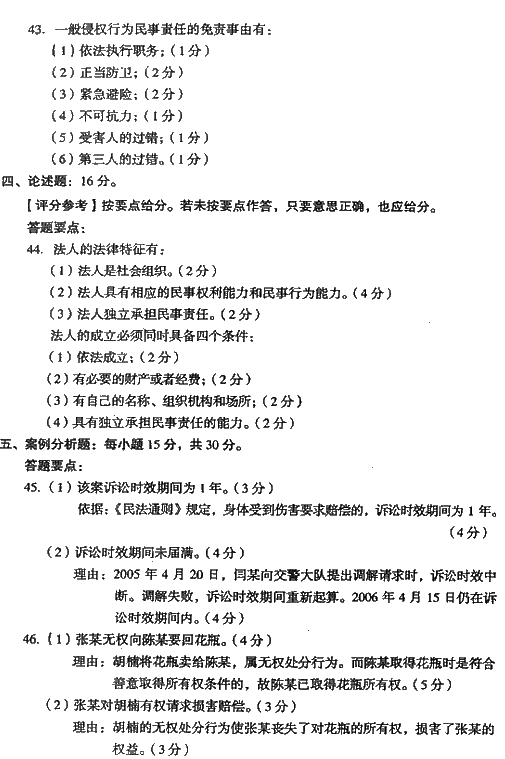 43. 一般侵权行为民事责任的免责事由有：
(1)依法执行职务；(1分)
(2)正当防卫；(2分)
(3)紧急避险；(2分)
(4)不可抗力；(1分)
(5)受害人的过错；(1分)
(6)第三人的过错。(1分)
四、论述题：16分。
【评分参考】按要点给分。若未按要点作答，只要意思正确，也应给分。
答题要点：
44. 法人的法律特征有：
(1)法人是社会组织。(2分)
(2)法人具有相应的民事权利能力和民事行为能力。(4分)
(3)法人独立承担民事责任。(2分)
法人的成立必须同时具备四个条件：
(1)依法成立；(2分)
(2)有必要的财产或者经费；(2分)
(3)有自己的名称、组织机构和场所；(2分)
(4)具有独立承担民事责任的能力。(2分)
五、案例分析题：每小题15分，共30分。
答题要点：
45.(1)该案诉讼时效期间为1年。(3分)
依据：《民法通则》规定，身体受到伤害要求赔偿的，诉讼时效期间为1年。
(4分)
(2)诉讼时效期间未届满。(4分)
理由：2005年4月20日，闫某向交警大队提出调解请求时，诉讼时效中
断。调解失败，诉讼时效期间重新起算。2006年4月15日仍在诉
讼时效期间内。(4分)
46.(1)张某无权向陈某要回花瓶。(4分)
理由：胡楠将花瓶卖给陈某，属无权处分行为。而陈某取得花瓶时是符合
善意取得所有权条件的，故陈某已取得花瓶所有权。(5分)
(2)张某对胡楠有权请求损害赔偿。(3分)
理由：胡楠的无权处分行为使张某丧失了对花瓶的所有权，损害了张某的
权益。(3分)